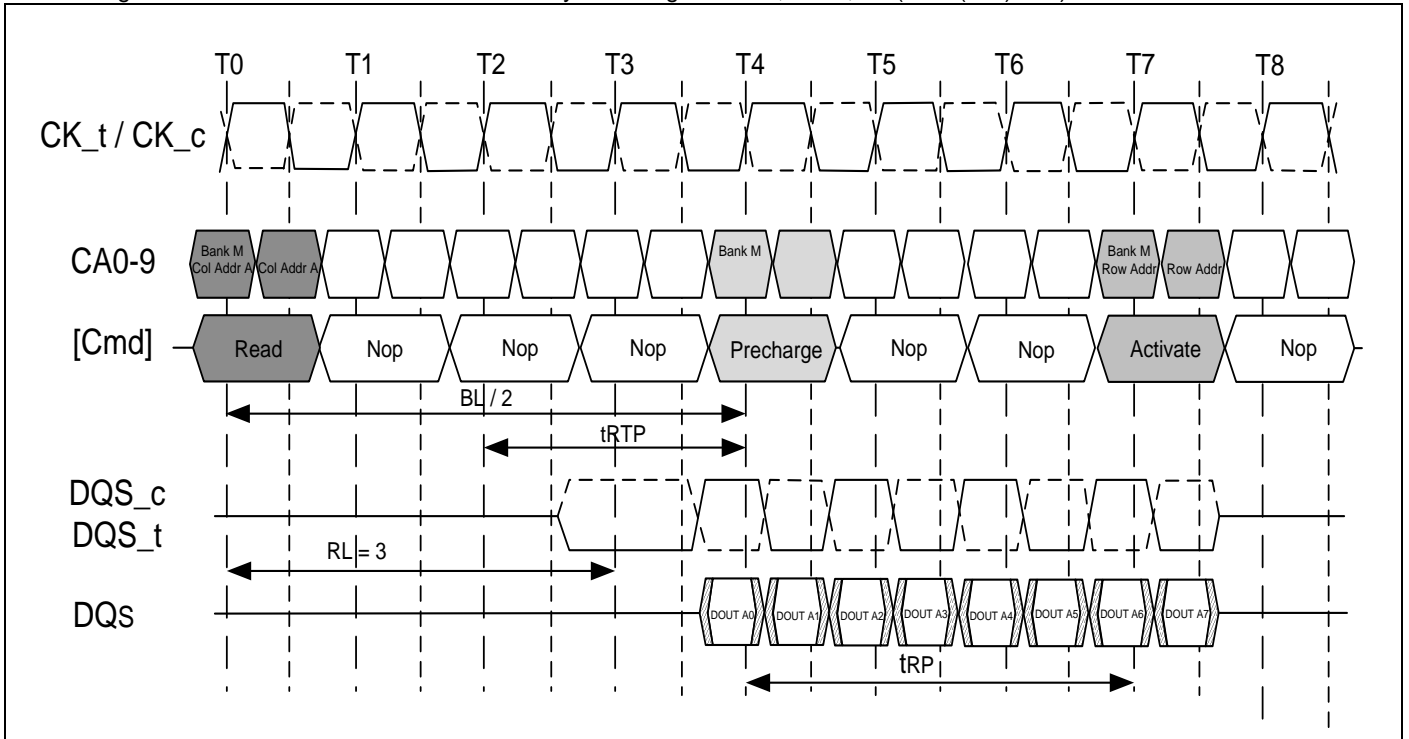 T0 T1 T2 T3 T4 T5 T6 T7 T8
CK_t / CK_c
CA0-9
Bank M
Col Addr A
Col Addr A
Bank M
Bank M
Row Addr
Row Addr
[Cmd]
Read Nop Nop Nop Precharge Nop Nop Activate Nop
BL / 2
tRTP
DQS_c
DQS_t
RL = 3
DQs
DOUT A0 DOUT A1 DOUT A2 DOUT A3 DOUT A4 DOUT A5 DOUT A6 DOUT A7
tRP